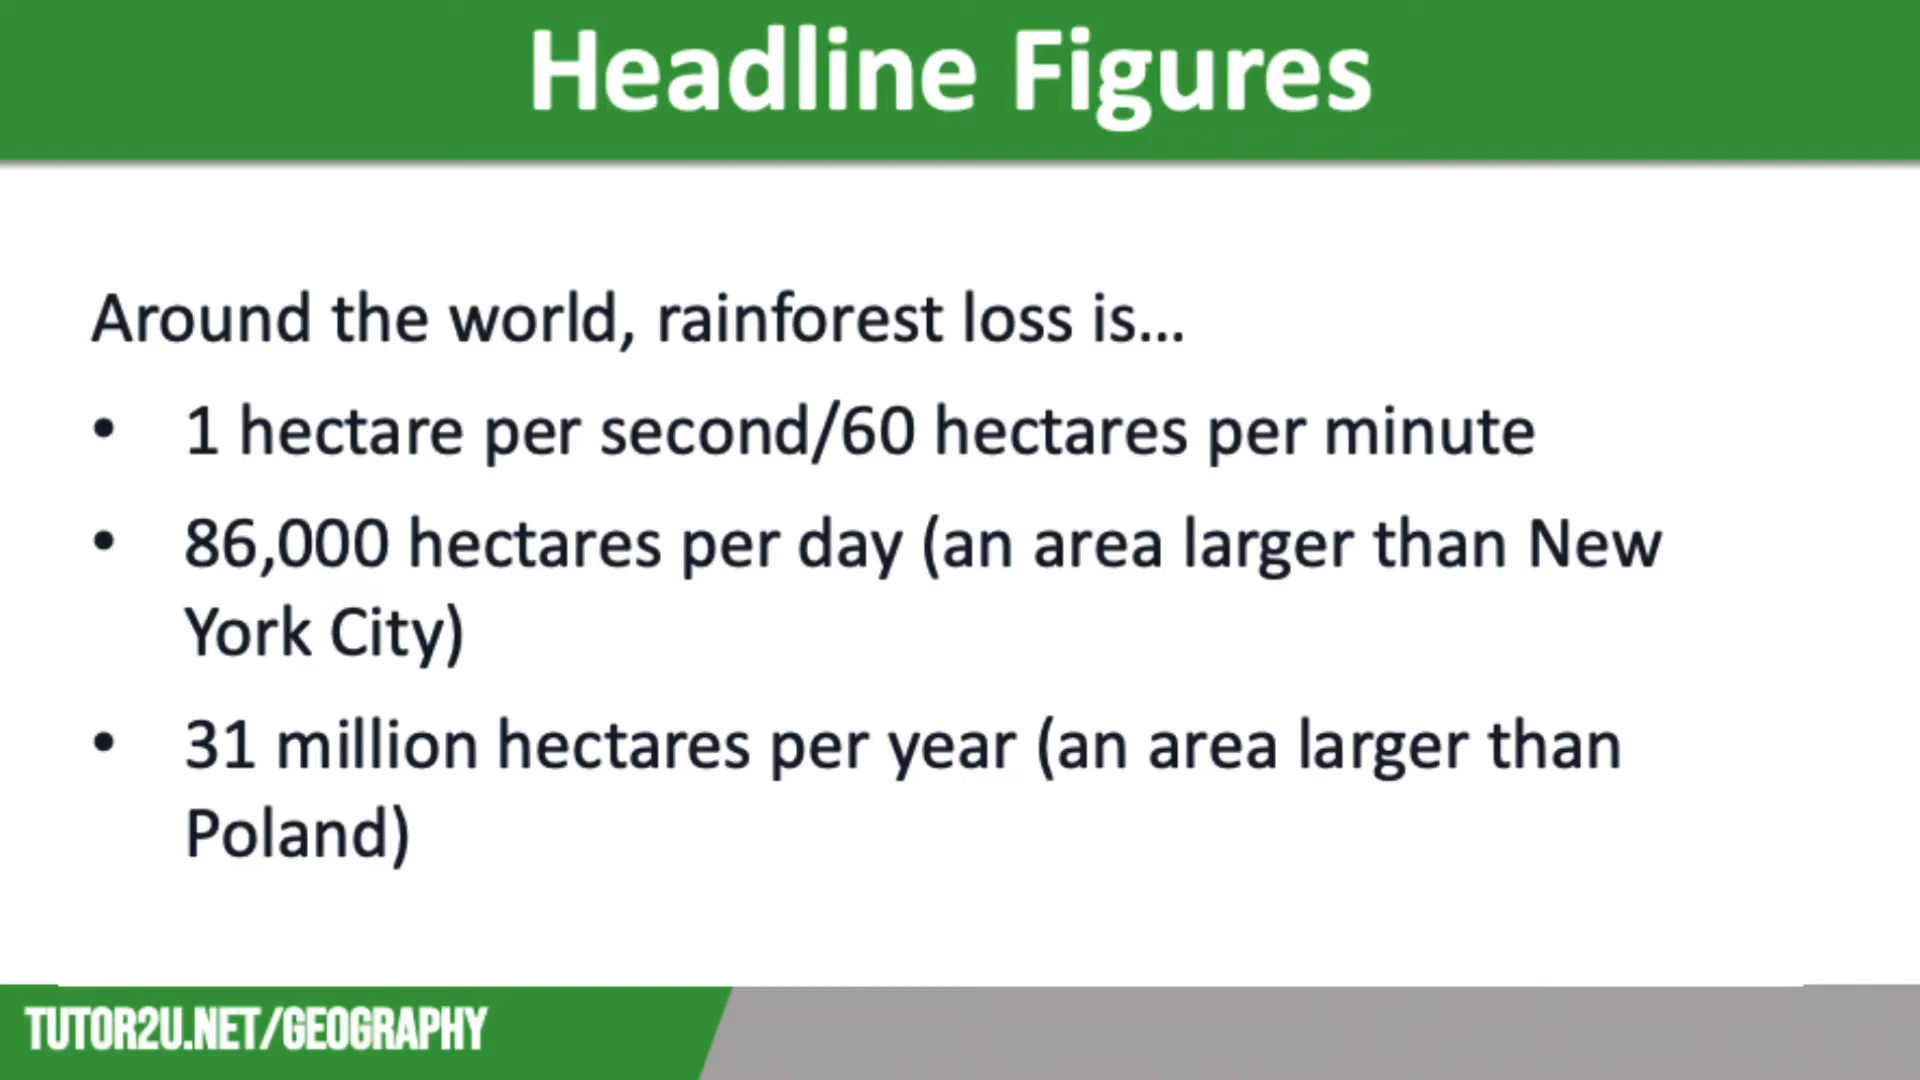 Headline Figures
Around the world, rainforest loss is...
• 1 hectare per second/60 hectares per minute
• 86,000 hectares per day (an area larger than New
York City)
• 31 million hectares per year (an area larger than
Poland)
TUTOR2U.NET/GEOGRAPHY